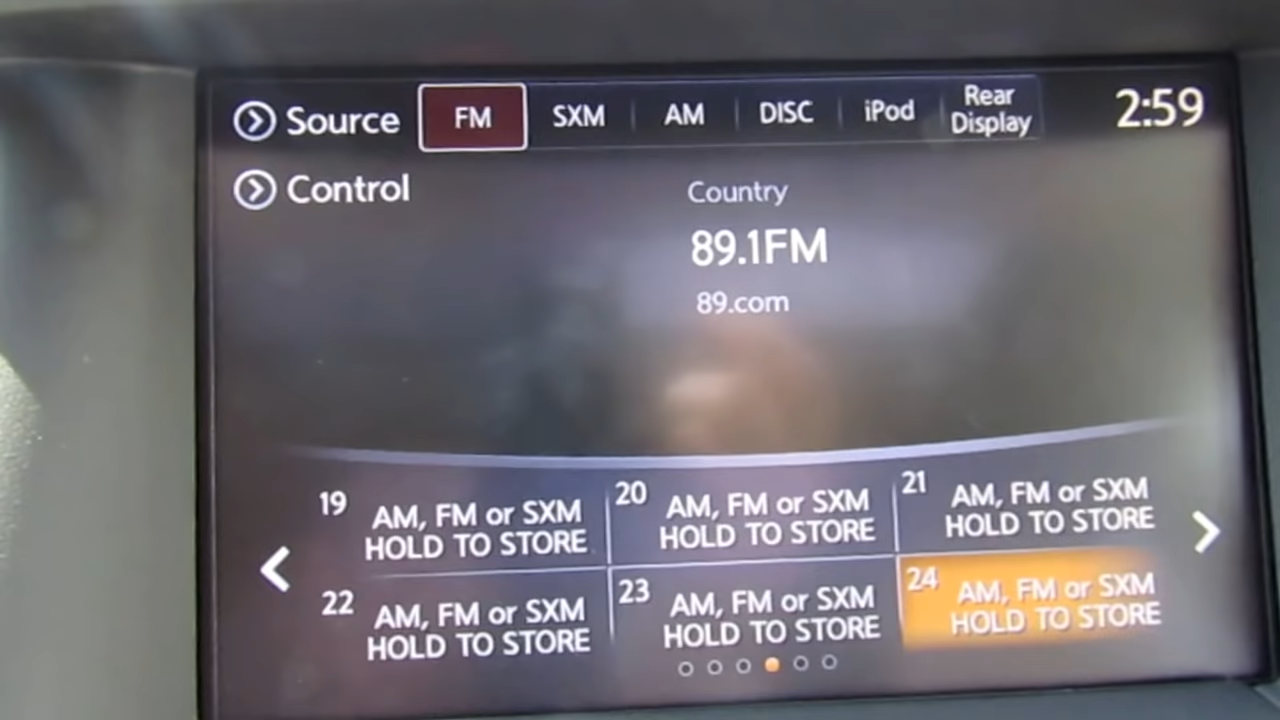 Source FM SXM AM DISC iPod Rear Display 2:59
Control
Country
89.1FM
89.com
19 AM, FM or SXM
HOLD TO STORE
20 AM, FM or SXM
HOLD TO STORE
21 AM, FM or SXM
HOLD TO STORE
22 AM, FM or SXM
HOLD TO STORE
23 AM, FM or SXM
HOLD TO STORE
24 AM, FM or SXM
HOLD TO STORE